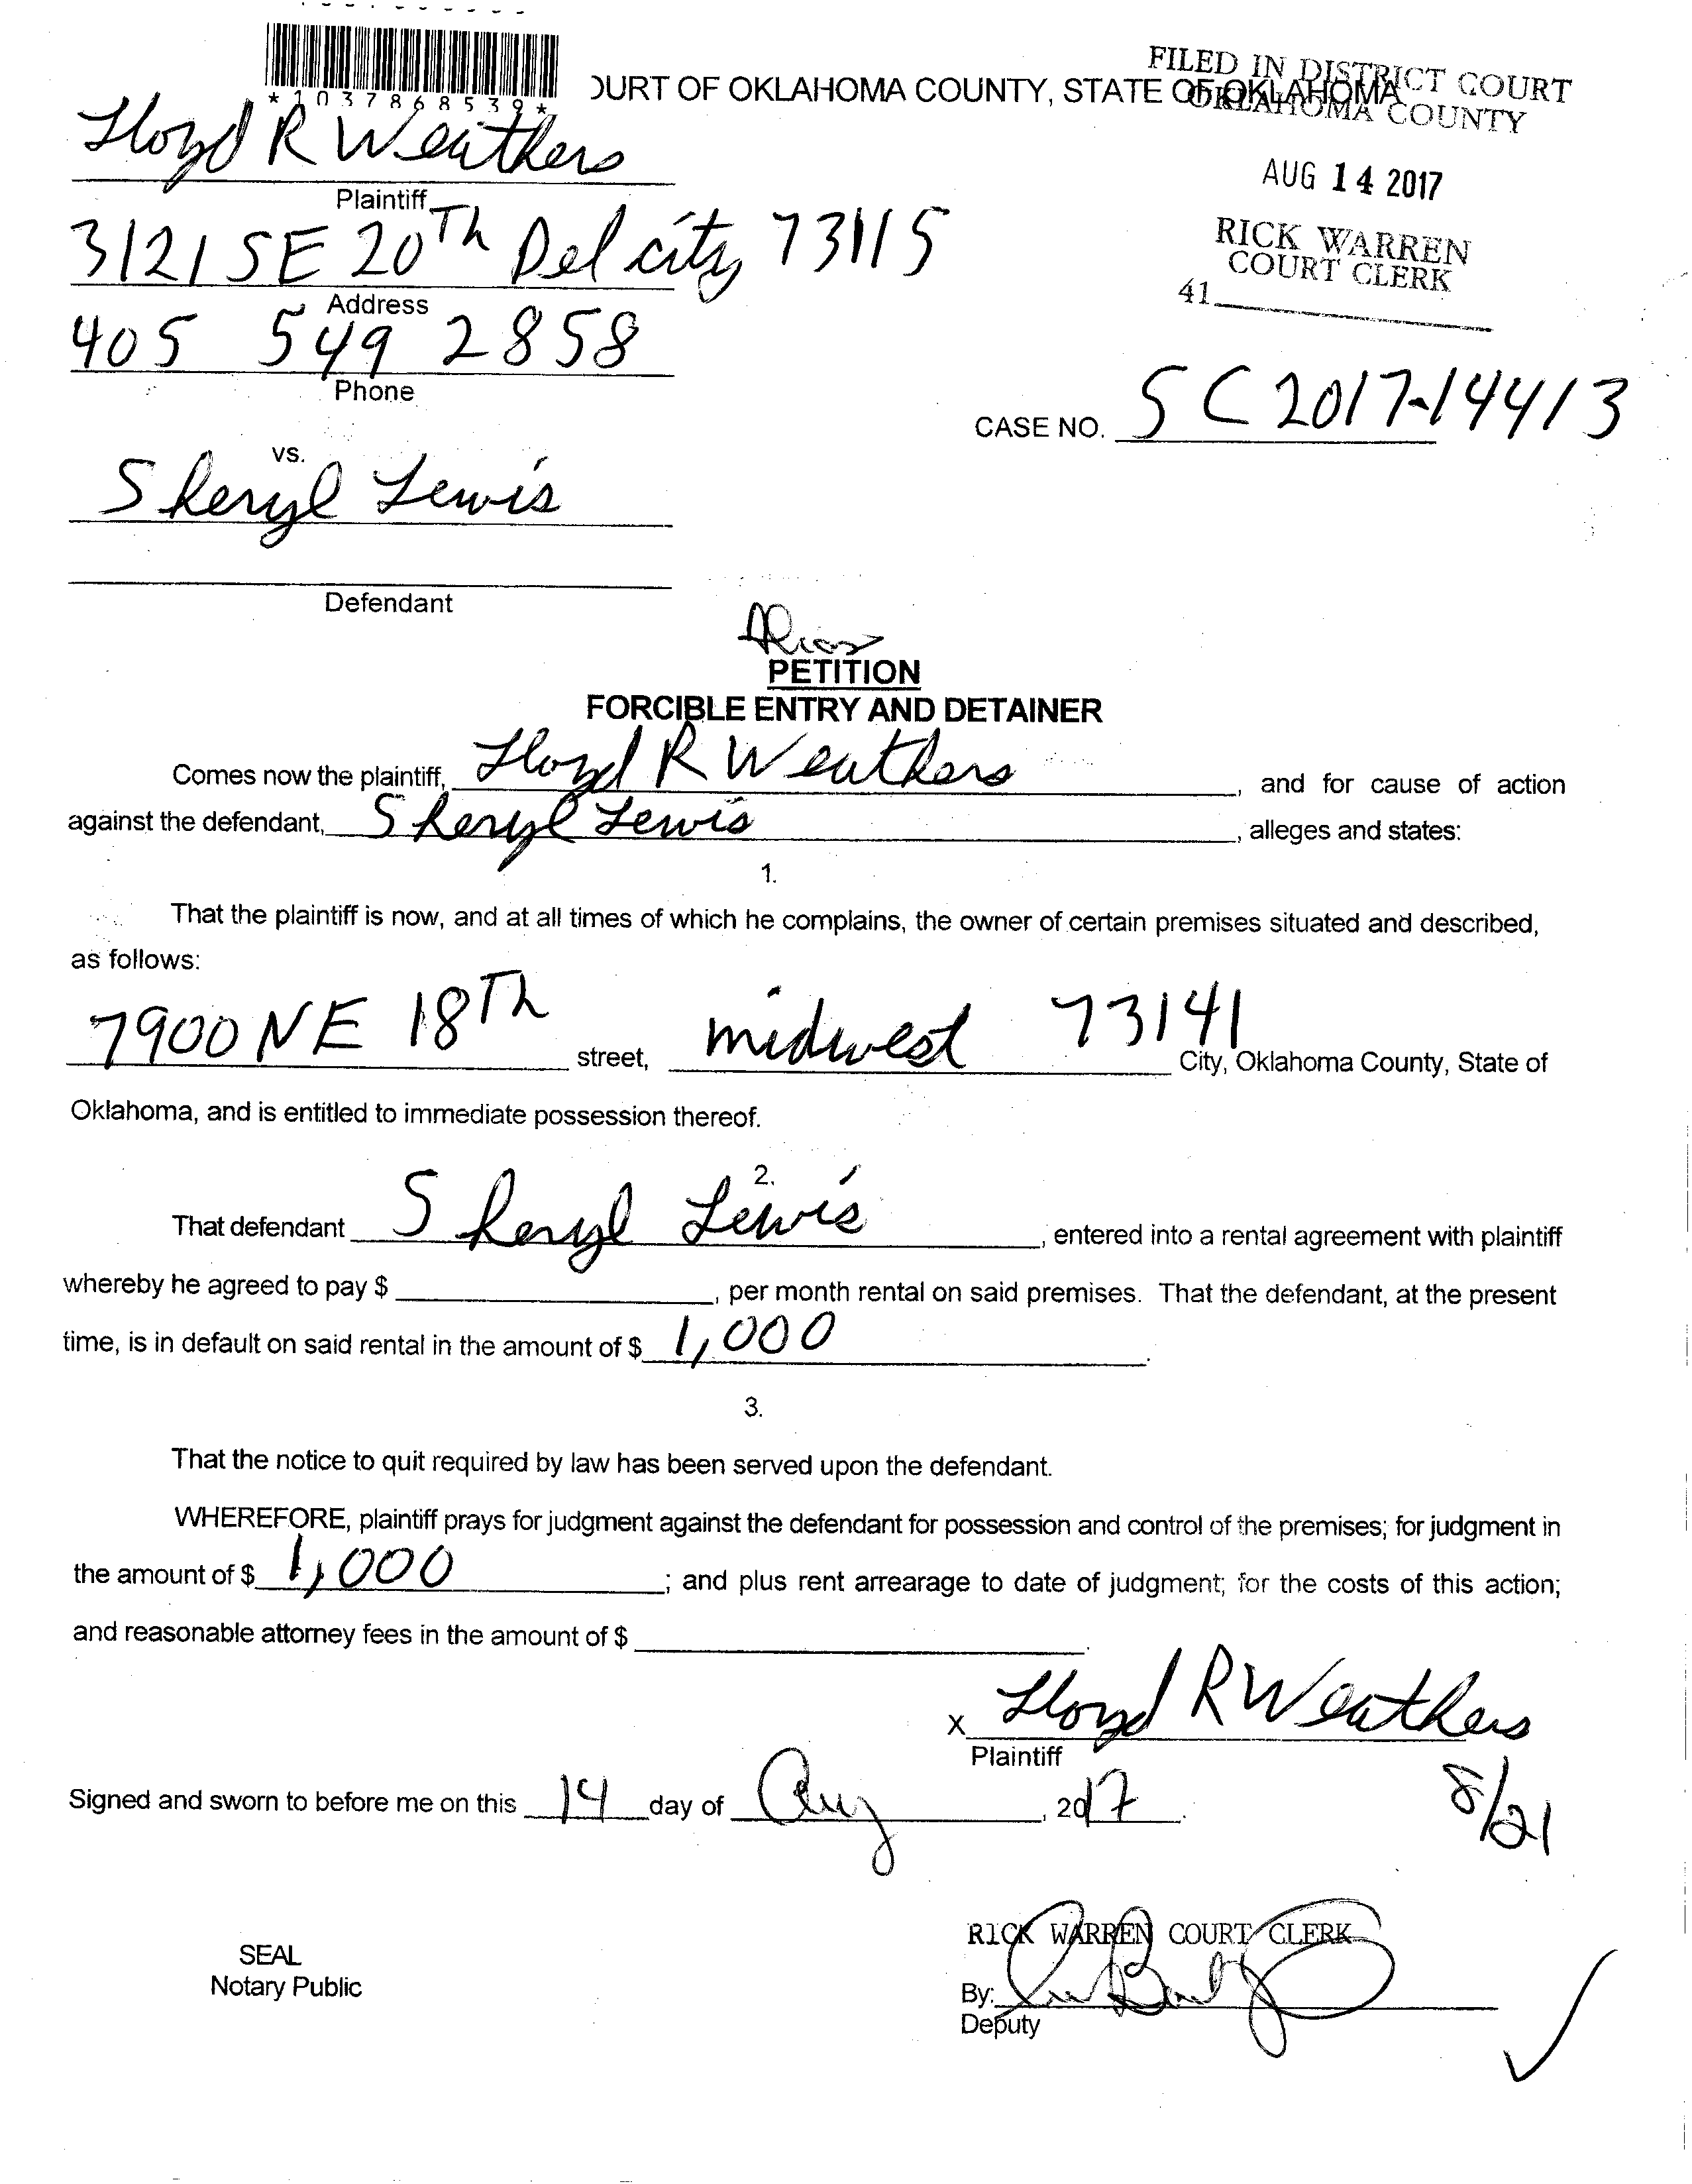 *1037868539*
OURT OF OKLAHOMA COUNTY, STATE OF OKLAHOMA
FILED IN DISTRICT COURT
OKLAHOMA COUNTY
AUG 14 2017
RICK WARREN
COURT CLERK
41
Lloyd R Weathers
Plaintiff
3121 SE 20Th Del city 73115
Address
405 549 2858
Phone
CASE NO. SC 2017-14413
vs.
Sheryl Lewis
Defendant
Alias
PETITION
FORCIBLE ENTRY AND DETAINER
Comes now the plaintiff, Lloyd R Weathers, and for cause of action
against the defendant, Sheryl Lewis, alleges and states:
1.
That the plaintiff is now, and at all times of which he complains, the owner of certain premises situated and described,
as follows:
7900 NE 18Th street, midwest 73141 City, Oklahoma County, State of
Oklahoma, and is entitled to immediate possession thereof.
2.
That defendant Sheryl Lewis, entered into a rental agreement with plaintiff
whereby he agreed to pay $, per month rental on said premises. That the defendant, at the present
time, is in default on said rental in the amount of $ 1,000.
3.
That the notice to quit required by law has been served upon the defendant.
WHEREFORE, plaintiff prays for judgment against the defendant for possession and control of the premises; for judgment in
the amount of $ 1,000; and plus rent arrearage to date of judgment; for the costs of this action;
and reasonable attorney fees in the amount of $.
X Lloyd R Weathers
Plaintiff
Signed and sworn to before me on this 14 day of Aug, 2017.
8/21
RICK WARREN COURT CLERK
SEAL
Notary Public
By:
Deputy